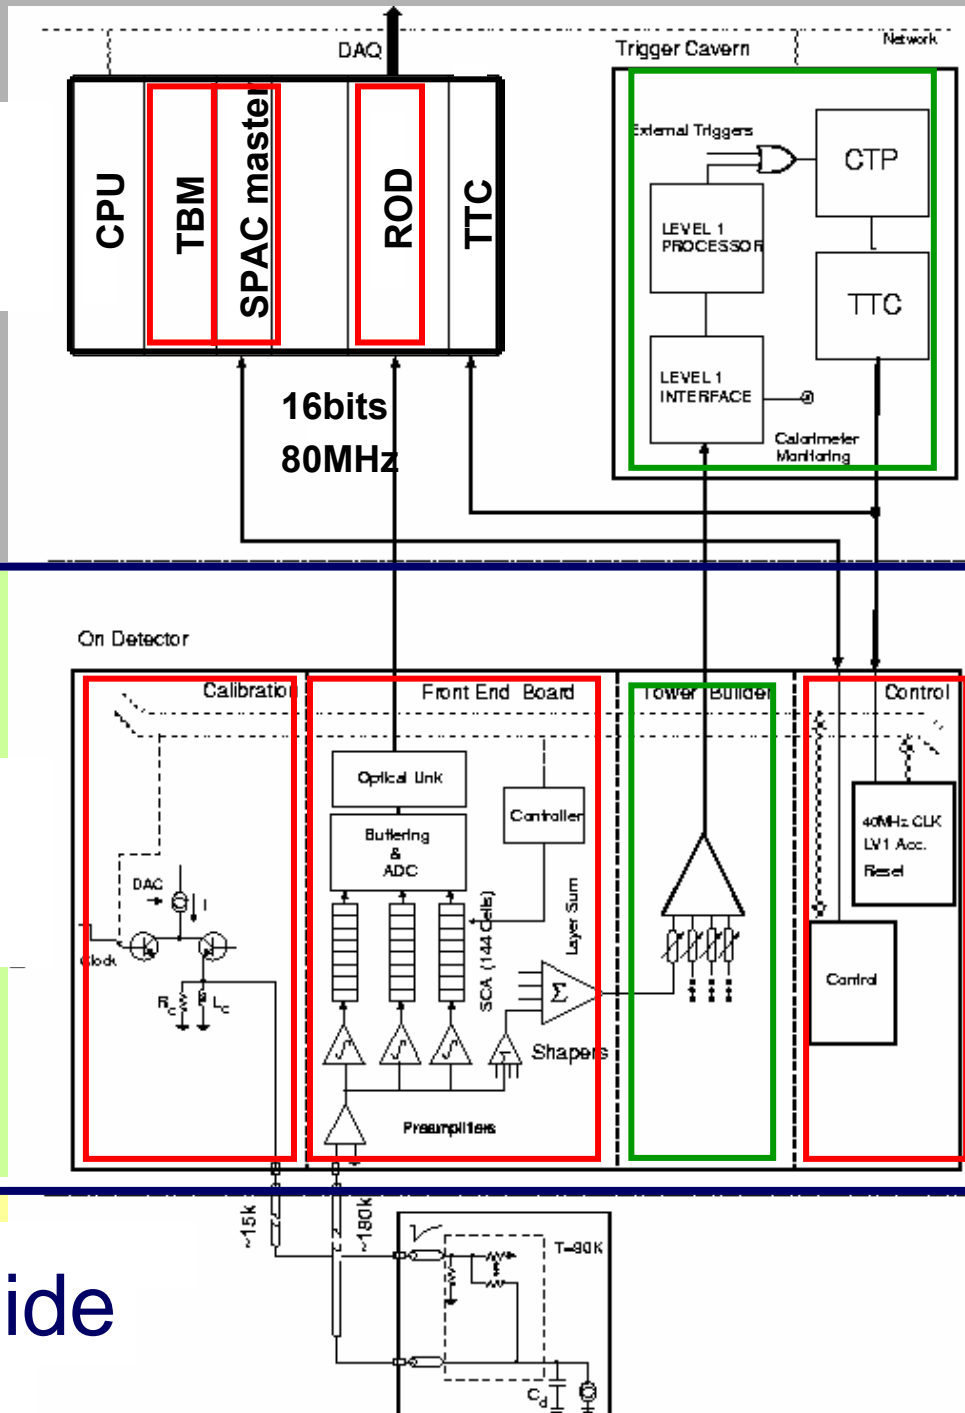 DAQ
Network
Trigger Cavern
CPU
TBM
SPAC master
ROD
TTC
External Triggers
CTP
LEVEL 1
PROCESSOR
TTC
LEVEL 1
INTERFACE
Calorimeter
Monitoring
16bits
80MHz
On Detector
Calibration
Front End Board
Tower Builder
Control
Optical Link
Controller
Buffering
&
ADC
40MHz CLK
LV1 Acc.
Reset
DAC
I
Clock
SCA (144 Cells)
Layer Sum
Σ
Control
Rc
Lc
Σ
Shapers
Preamplifiers
~15k
~180k
T=90K
ide
Cd